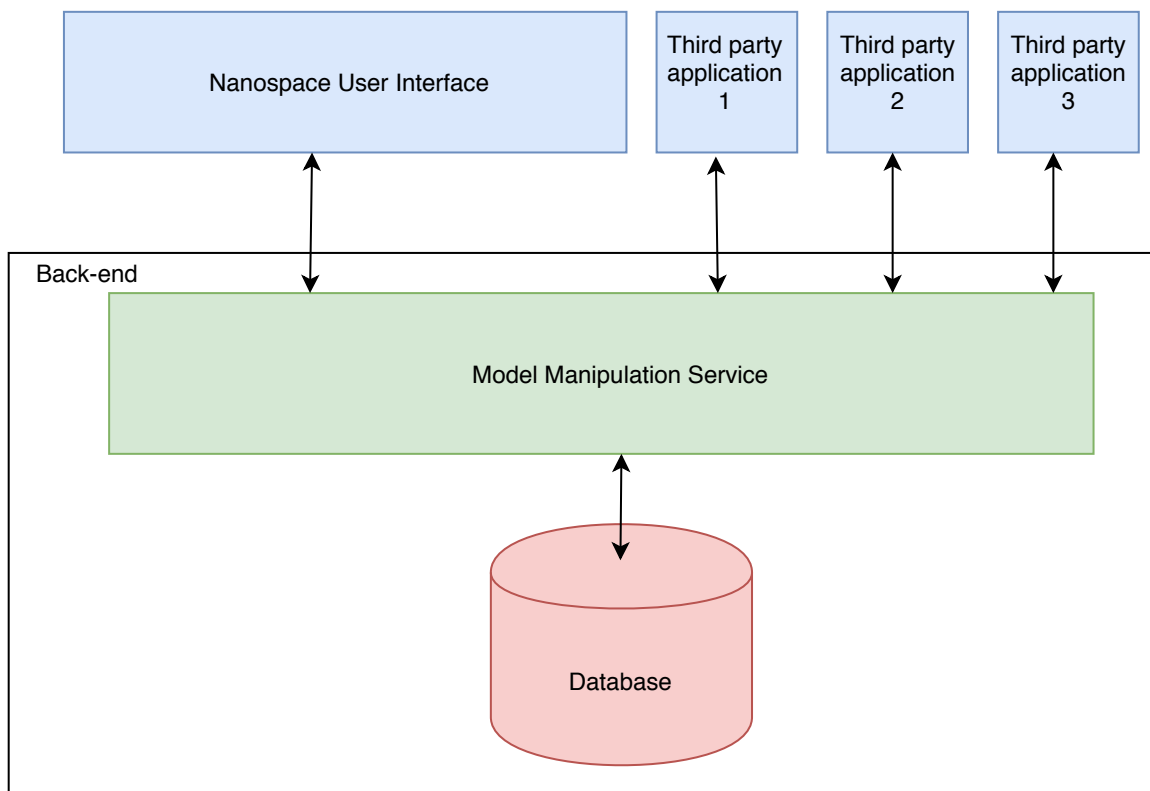 Nanospace User Interface
Third party
application
1
Third party
application
2
Third party
application
3
Back-end
Model Manipulation Service
Database